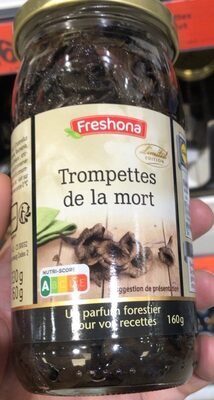 Freshona
Limited
EDITION
Trompettes
de la mort
NUTRI-SCORE
A B C D E
Suggestion de présentation
Un parfum forestier
pour vos recettes 160g